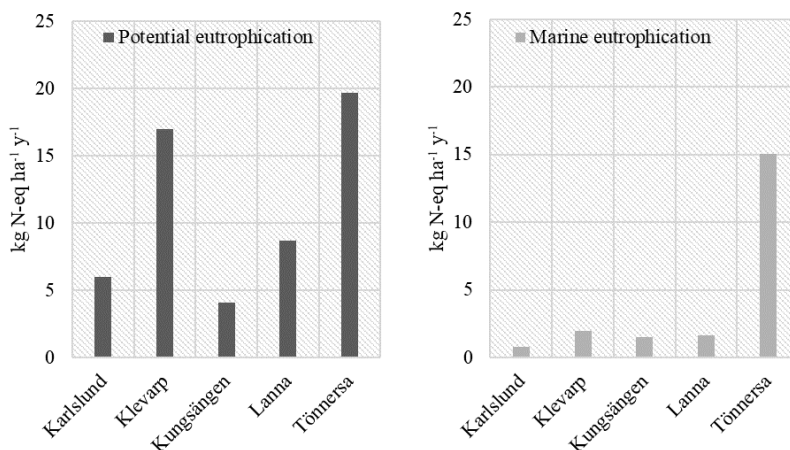 Potential eutrophication
kg N-eq ha⁻¹ y⁻¹
25
20
15
10
5
0
Karlslund
Klevarp
Kungsängen
Lanna
Tönnersa
Marine eutrophication
kg N-eq ha⁻¹ y⁻¹
25
20
15
10
5
0
Karlslund
Klevarp
Kungsängen
Lanna
Tönnersa